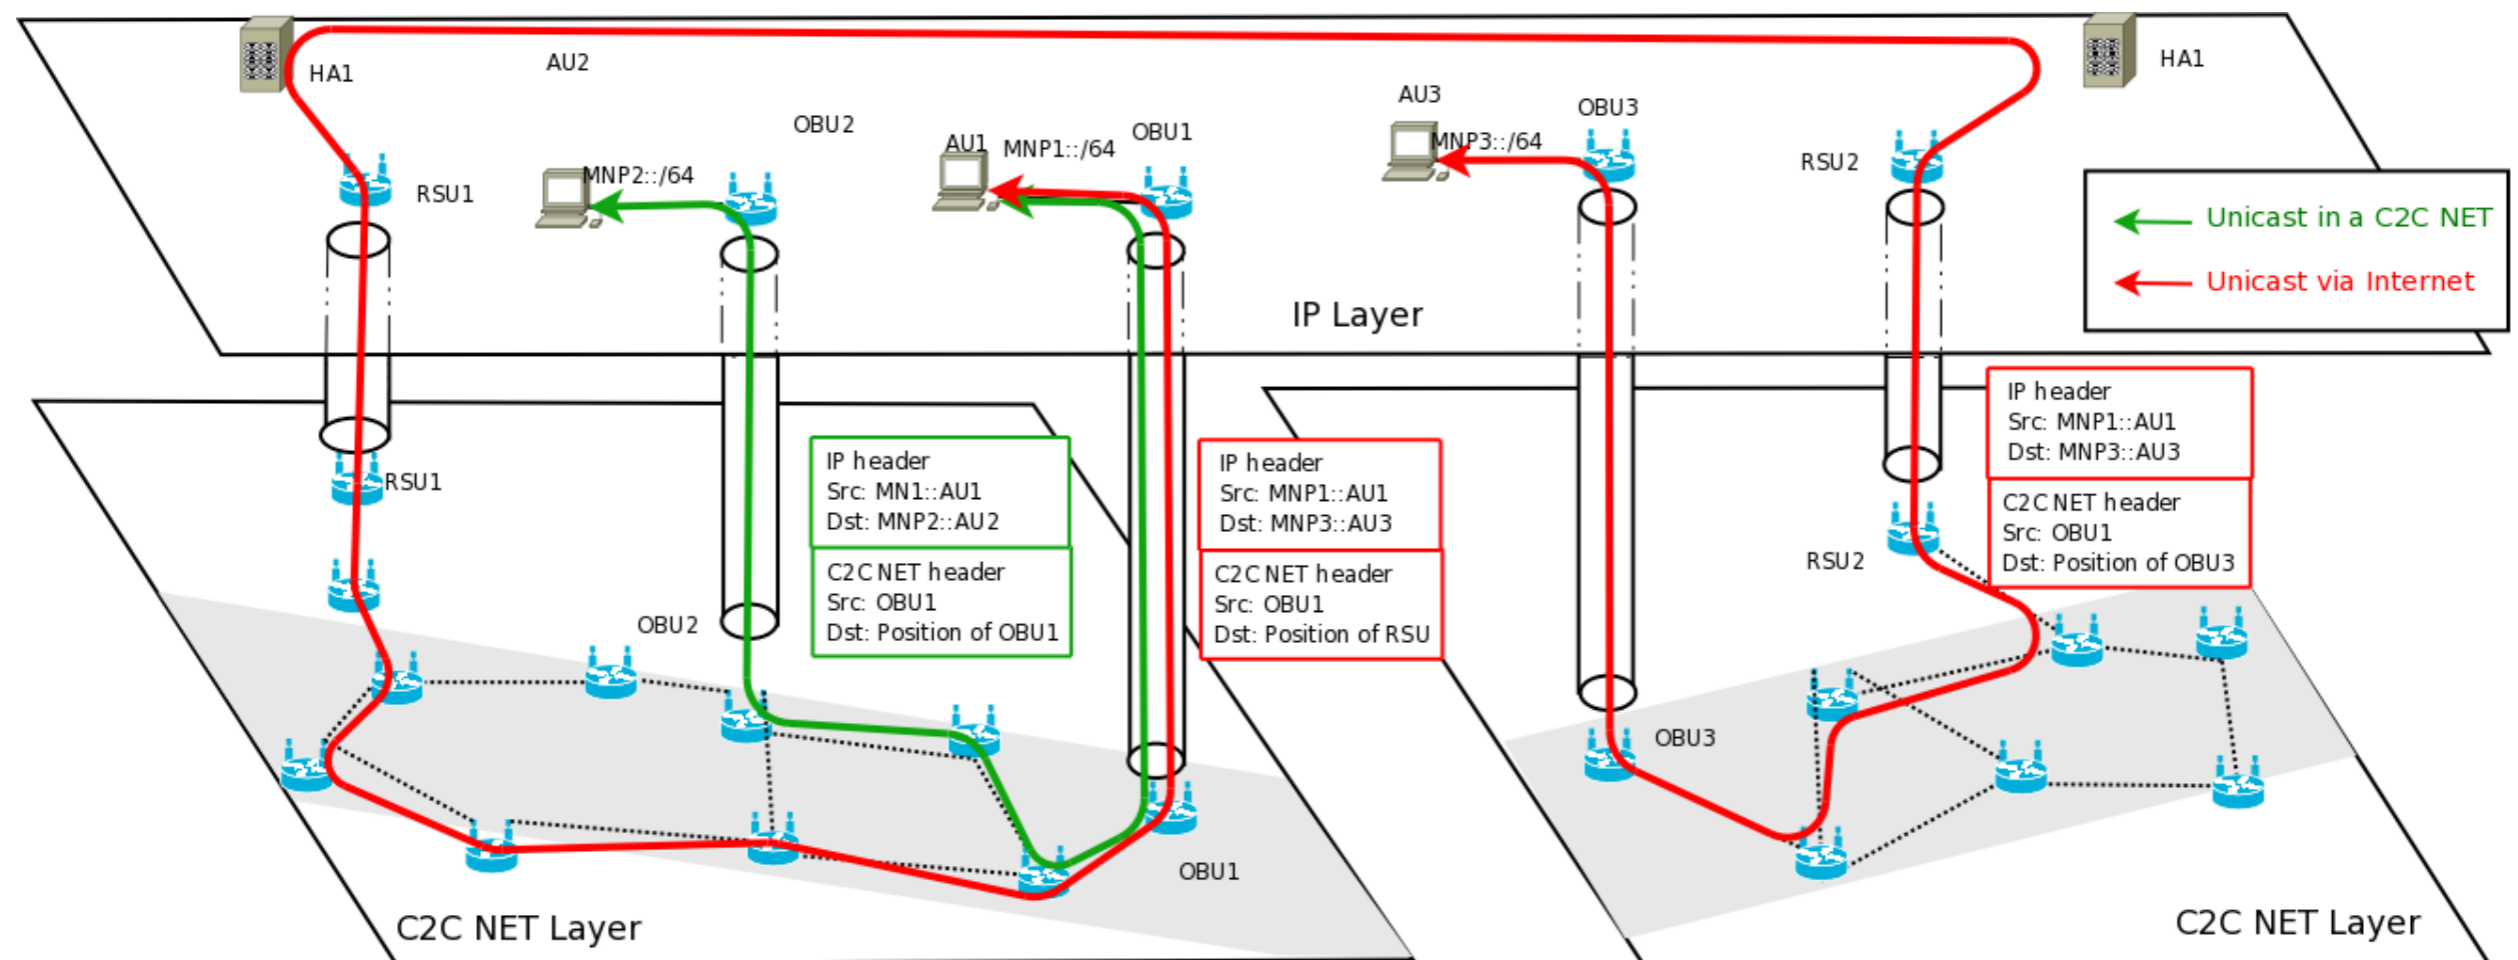 HA1
AU2
HA1
AU3
OBU3
OBU2
OBU1
AU1
MNP1::/64
MNP3::/64
RSU2
MNP2::/64
RSU1
Unicast in a C2C NET
Unicast via Internet
IP Layer
RSU1
IP header
Src: MN1::AU1
Dst: MNP2::AU2
C2C NET header
Src: OBU1
Dst: Position of OBU1
IP header
Src: MNP1::AU1
Dst: MNP3::AU3
C2C NET header
Src: OBU1
Dst: Position of RSU
IP header
Src: MNP1::AU1
Dst: MNP3::AU3
C2C NET header
Src: OBU1
Dst: Position of OBU3
RSU2
OBU2
OBU3
OBU1
C2C NET Layer
C2C NET Layer